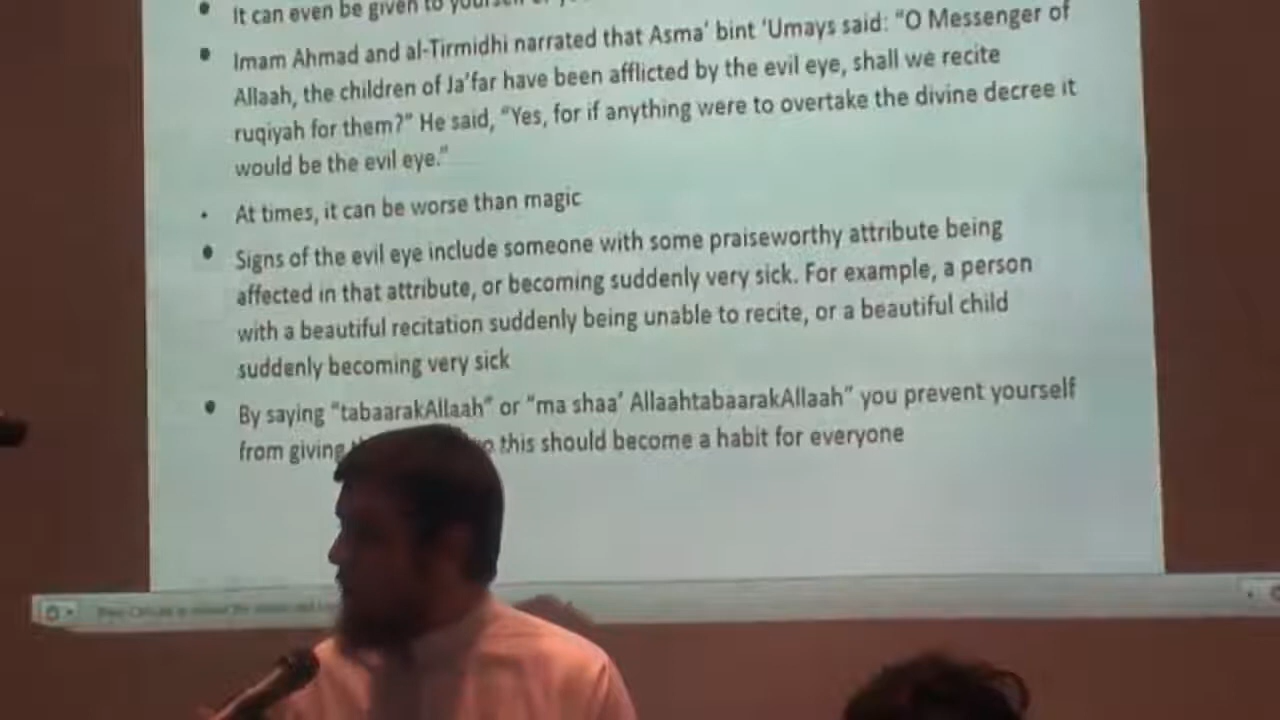 It can even be given to
Imam Ahmad and al-Tirmidhi narrated that Asma' bint 'Umays said: "O Messenger of
Allaah, the children of Ja'far have been afflicted by the evil eye, shall we recite
ruqiyah for them?" He said, "Yes, for if anything were to overtake the divine decree it
would be the evil eye."
At times, it can be worse than magic
Signs of the evil eye include someone with some praiseworthy attribute being
affected in that attribute, or becoming suddenly very sick. For example, a person
with a beautiful recitation suddenly being unable to recite, or a beautiful child
suddenly becoming very sick
By saying "tabaarakAllaah" or "ma shaa' AllaahtabaarakAllaah" you prevent yourself
from giving this should become a habit for everyone